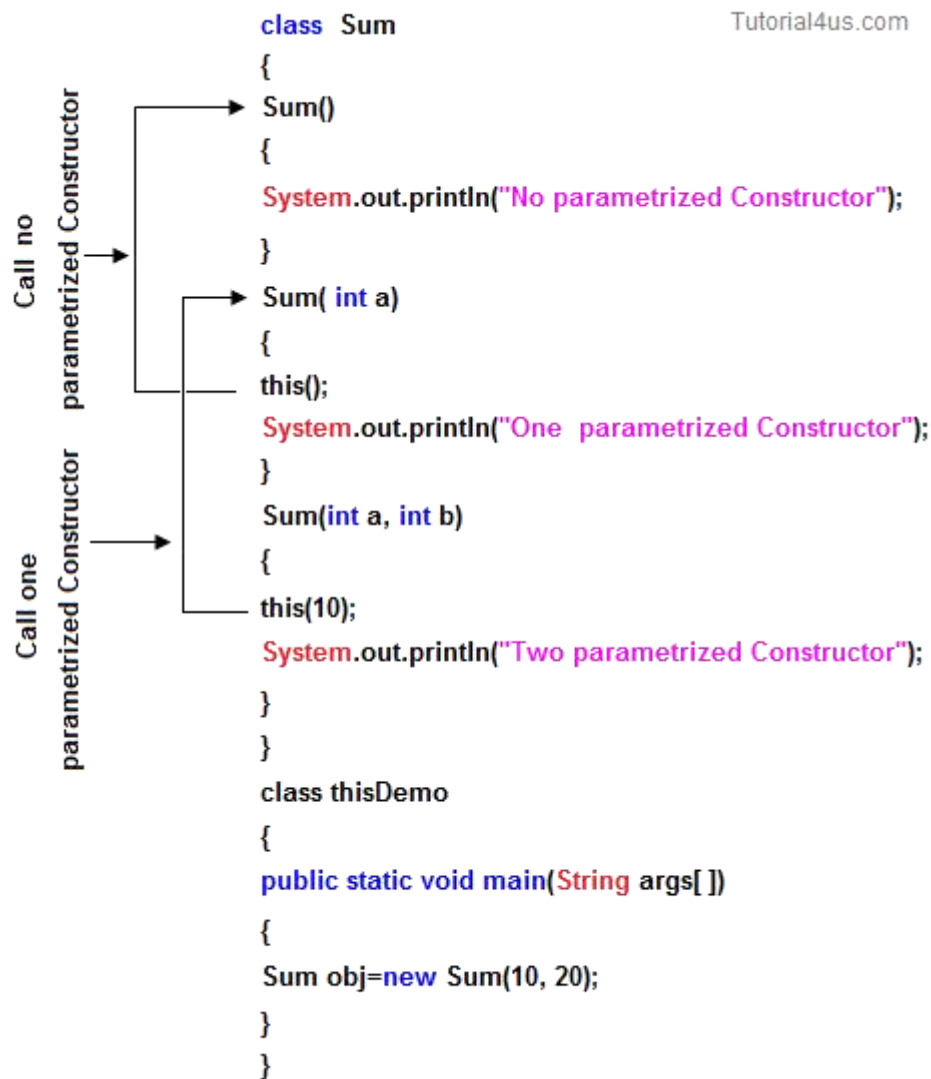 Tutorial4us.com
class Sum
{
Sum()
{
System.out.println("No parametrized Constructor");
}
Sum( int a)
{
this();
System.out.println("One parametrized Constructor");
}
Sum(int a, int b)
{
this(10);
System.out.println("Two parametrized Constructor");
}
}
class thisDemo
{
public static void main(String args[ ])
{
Sum obj=new Sum(10, 20);
}
}
Call no
parametrized Constructor
Call one
parametrized Constructor